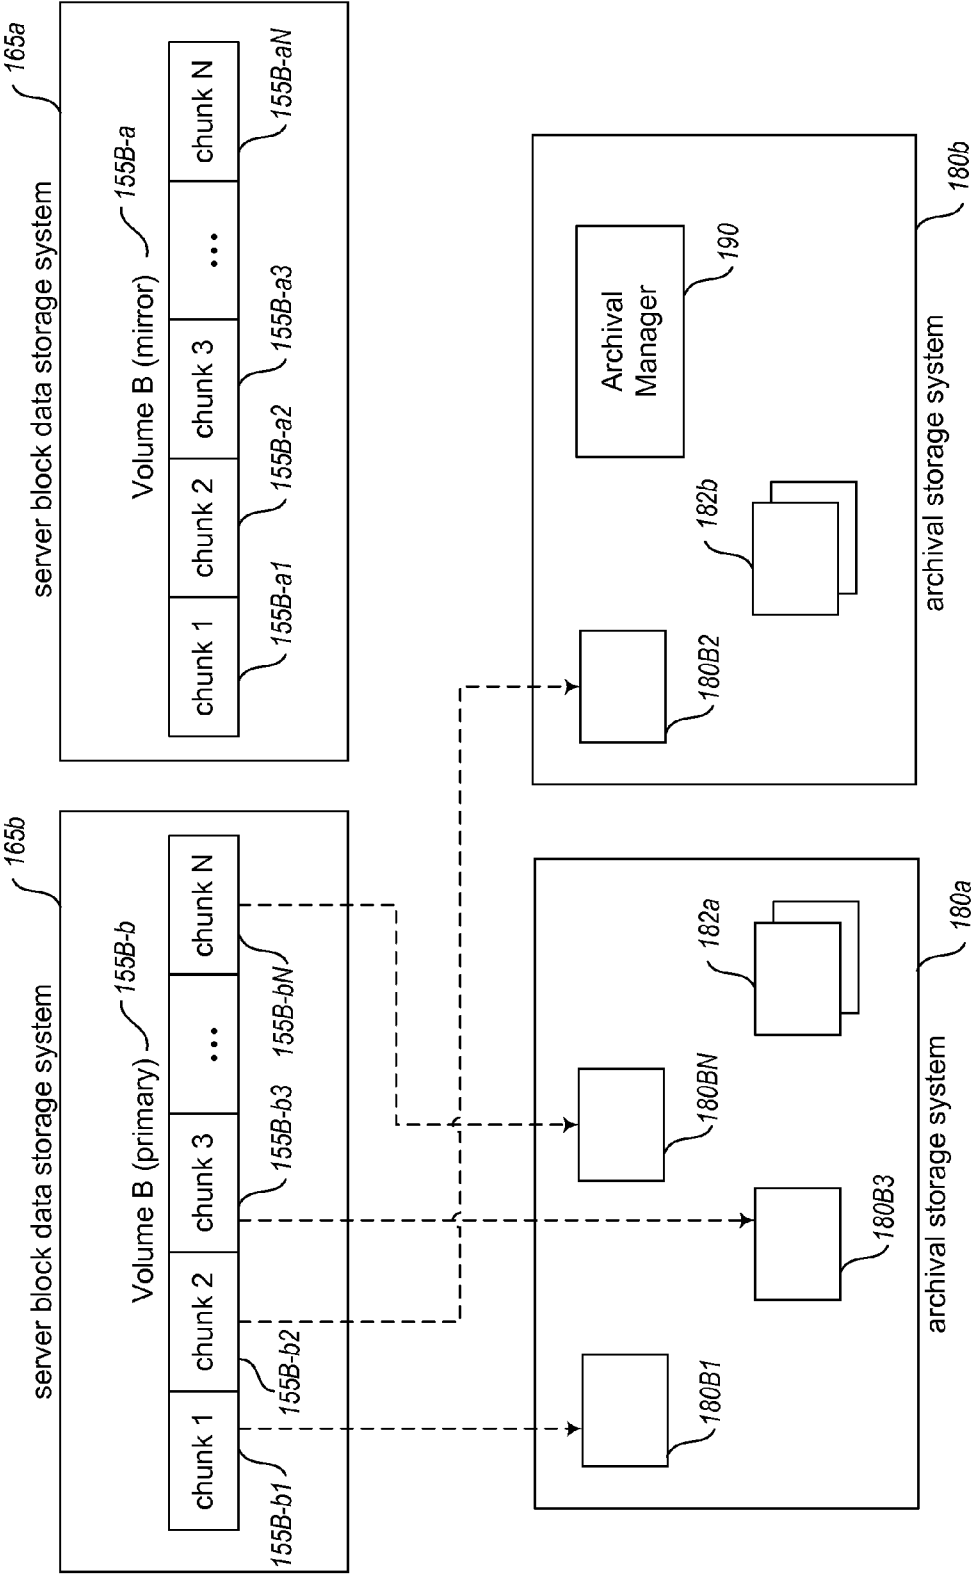 server block data storage system
165b
Volume B (primary)
155B-b
chunk 1
chunk 2
chunk 3
...
chunk N
155B-b1
155B-b2
155B-b3
155B-bN
server block data storage system
165a
Volume B (mirror)
155B-a
chunk 1
chunk 2
chunk 3
...
chunk N
155B-a1
155B-a2
155B-a3
155B-aN
180B1
180BN
180B3
182a
archival storage system
180a
180B2
182b
Archival
Manager
190
archival storage system
180b